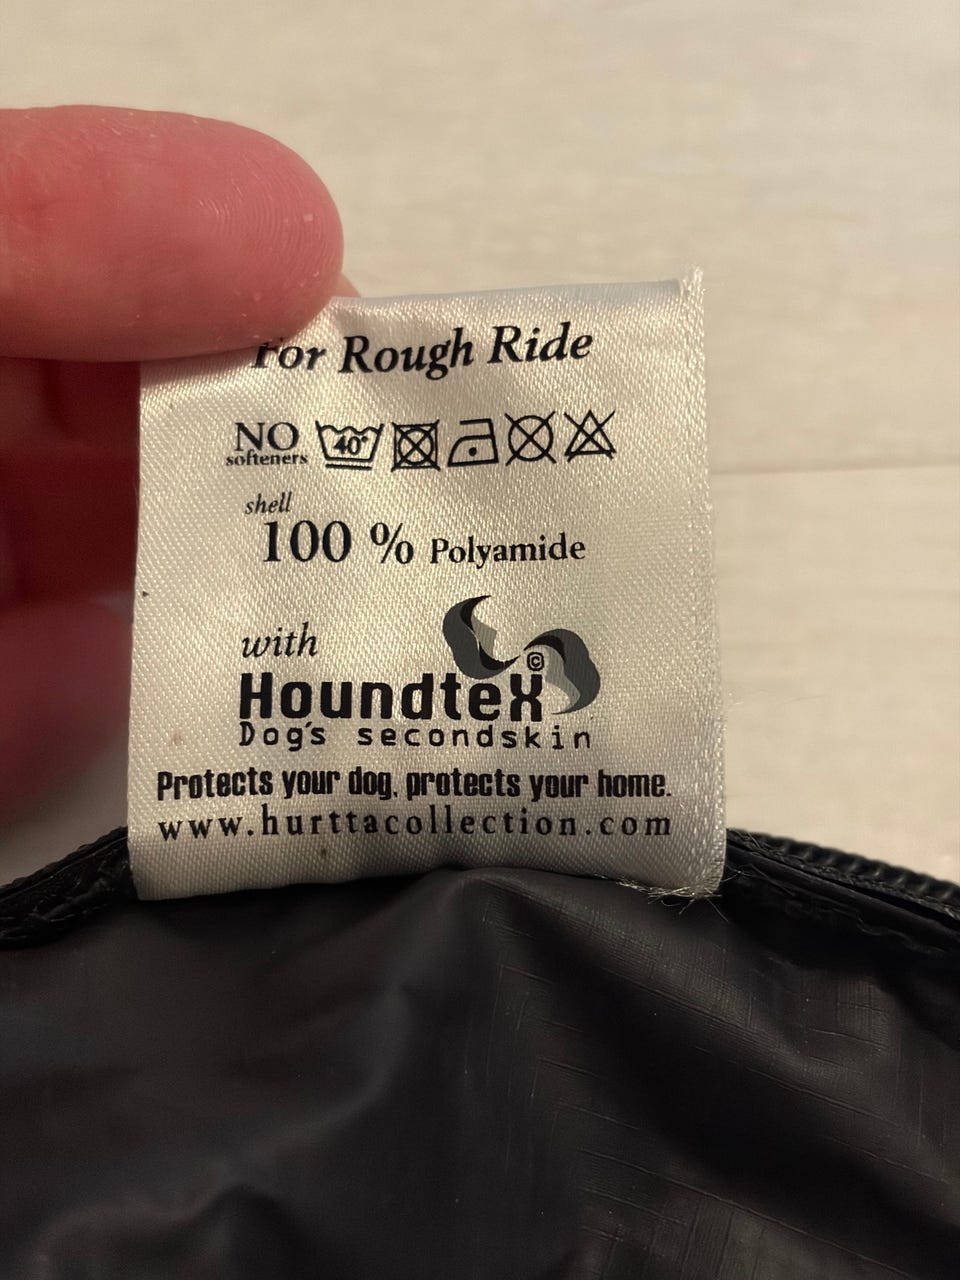 For Rough Ride
NO
softeners
40°
shell
100 % Polyamide
with
Houndtex©
Dog's secondskin
Protects your dog, protects your home.
www.hurttacollection.com